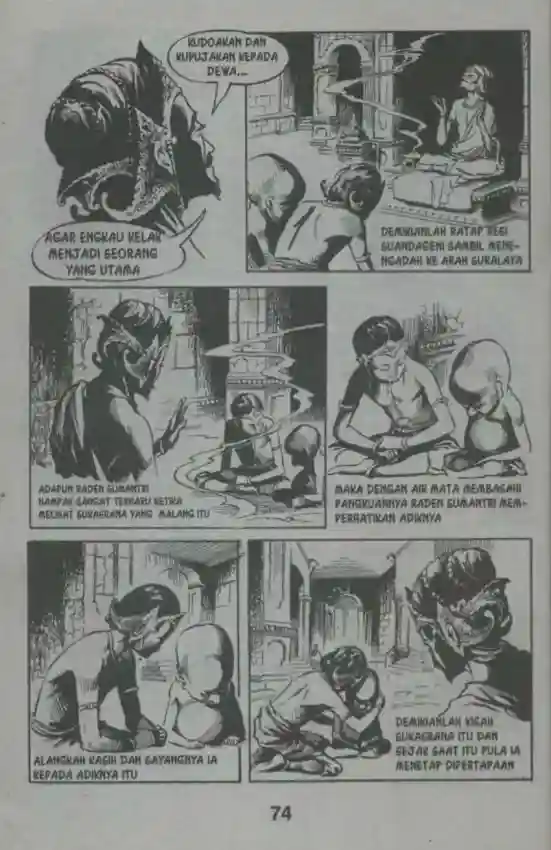 KUDOAKAN DAN
KUPUJAKAN KEPADA
DEWA...
AGAR ENGKAU KELAK
MENJADI SEORANG
YANG UTAMA
DEMIKIANLAH RATAP RESI
SUANDAGENI SAMBIL MENE-
NGADAH KE ARAH SURALAYA
ADAPUN RADEN SUMANTRI
NAMPAK SANGAT TERHARU KETIKA
MELIHAT SUKASRANA YANG MALANG ITU
MAKA DENGAN AIR MATA MEMBASAHI
PANGKUANNYA RADEN SUMANTRI MEM-
PERHATIKAN ADIKNYA
ALANGKAH KASIH DAN SAYANGNYA IA
KEPADA ADIKNYA ITU
DEMIKIANLAH KISAH
SUKASRANA ITU DAN
SEJAK SAAT ITU PULA IA
MENETAP DIPERTAPAAN
74